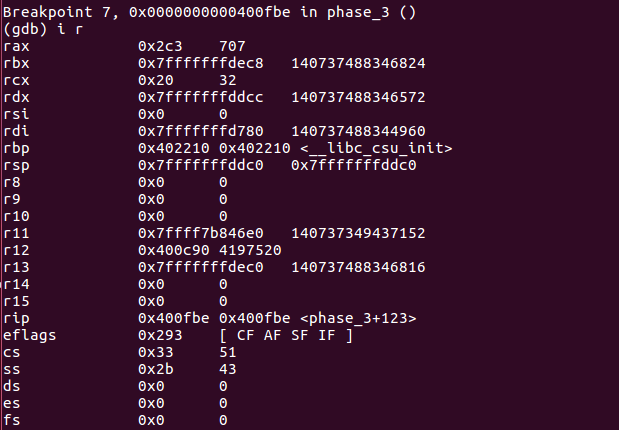 Breakpoint 7, 0x0000000000400fbe in phase_3 ()
(gdb) i r
rax 0x2c3 707
rbx 0x7fffffffdec8 140737488346824
rcx 0x20 32
rdx 0x7fffffffddcc 140737488346572
rsi 0x0 0
rdi 0x7fffffffd780 140737488344960
rbp 0x402210 0x402210 <__libc_csu_init>
rsp 0x7fffffffddc0 0x7fffffffddc0
r8 0x0 0
r9 0x0 0
r10 0x0 0
r11 0x7ffff7b846e0 140737349437152
r12 0x400c90 4197520
r13 0x7fffffffdec0 140737488346816
r14 0x0 0
r15 0x0 0
rip 0x400fbe 0x400fbe <phase_3+123>
eflags 0x293 [ CF AF SF IF ]
cs 0x33 51
ss 0x2b 43
ds 0x0 0
es 0x0 0
fs 0x0 0